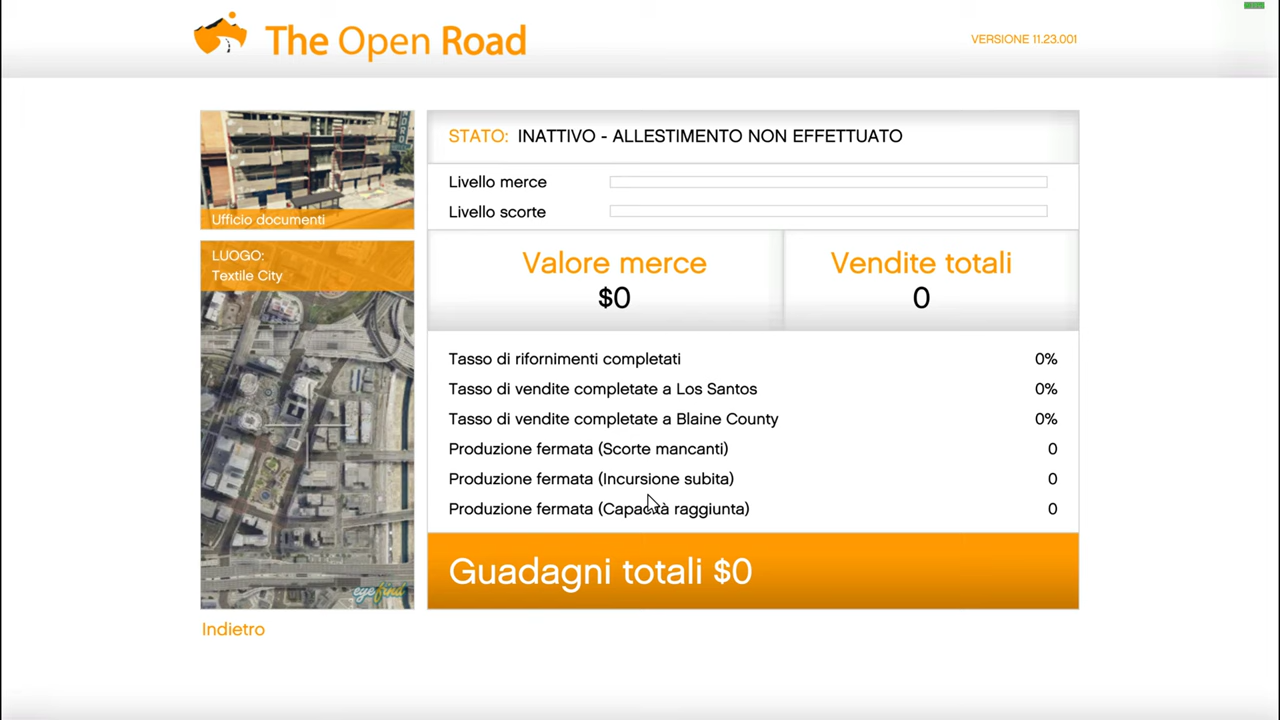 The Open Road
VERSIONE 11.23.001
Ufficio documenti
LUOGO:
Textile City
eyefind
STATO: INATTIVO - ALLESTIMENTO NON EFFETTUATO
Livello merce
Livello scorte
Valore merce
$0
Vendite totali
0
Tasso di rifornimenti completati 0%
Tasso di vendite completate a Los Santos 0%
Tasso di vendite completate a Blaine County 0%
Produzione fermata (Scorte mancanti) 0
Produzione fermata (Incursione subita) 0
Produzione fermata (Capacità raggiunta) 0
Guadagni totali $0
Indietro